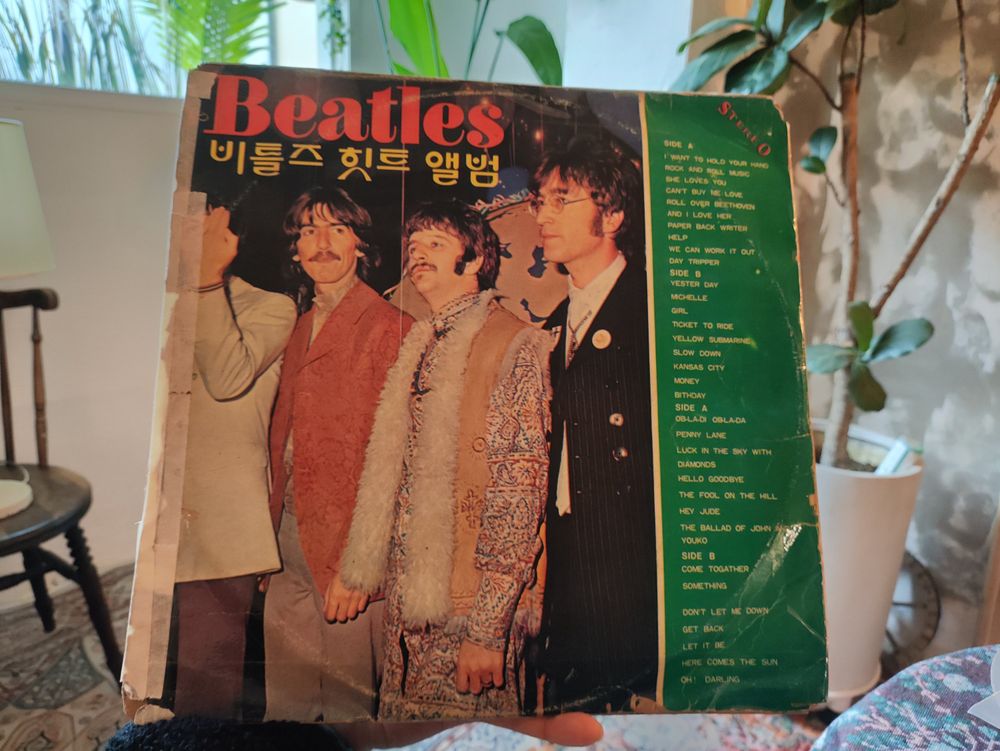 Beatles
비틀즈 힛트 앨범
STEREO
SIDE A
I WANT TO HOLD YOUR HAND
ROCK AND ROLL MUSIC
SHE LOVES YOU
CAN'T BUY ME LOVE
ROLL OVER BEETHOVEN
AND I LOVE HER
PAPER BACK WRITER
HELP
WE CAN WORK IT OUT
DAY TRIPPER
SIDE B
YESTER DAY
MICHELLE
GIRL
TICKET TO RIDE
YELLOW SUBMARINE
SLOW DOWN
KANSAS CITY
MONEY
BITHDAY
SIDE A
OB-LA-DI OB-LA-DA
PENNY LANE
LUCK IN THE SKY WITH
DIAMONDS
HELLO GOODBYE
THE FOOL ON THE HILL
HEY JUDE
THE BALLAD OF JOHN
YOUKO
SIDE B
COME TOGATHER
SOMETHING
DON'T LET ME DOWN
GET BACK
LET IT BE
HERE COMES THE SUN
OH! DARLING